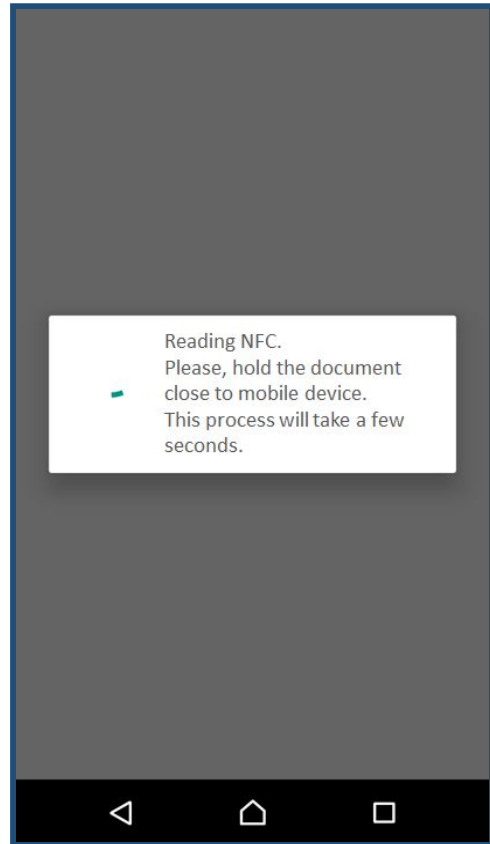 Reading NFC.
Please, hold the document
close to mobile device.
This process will take a few
seconds.